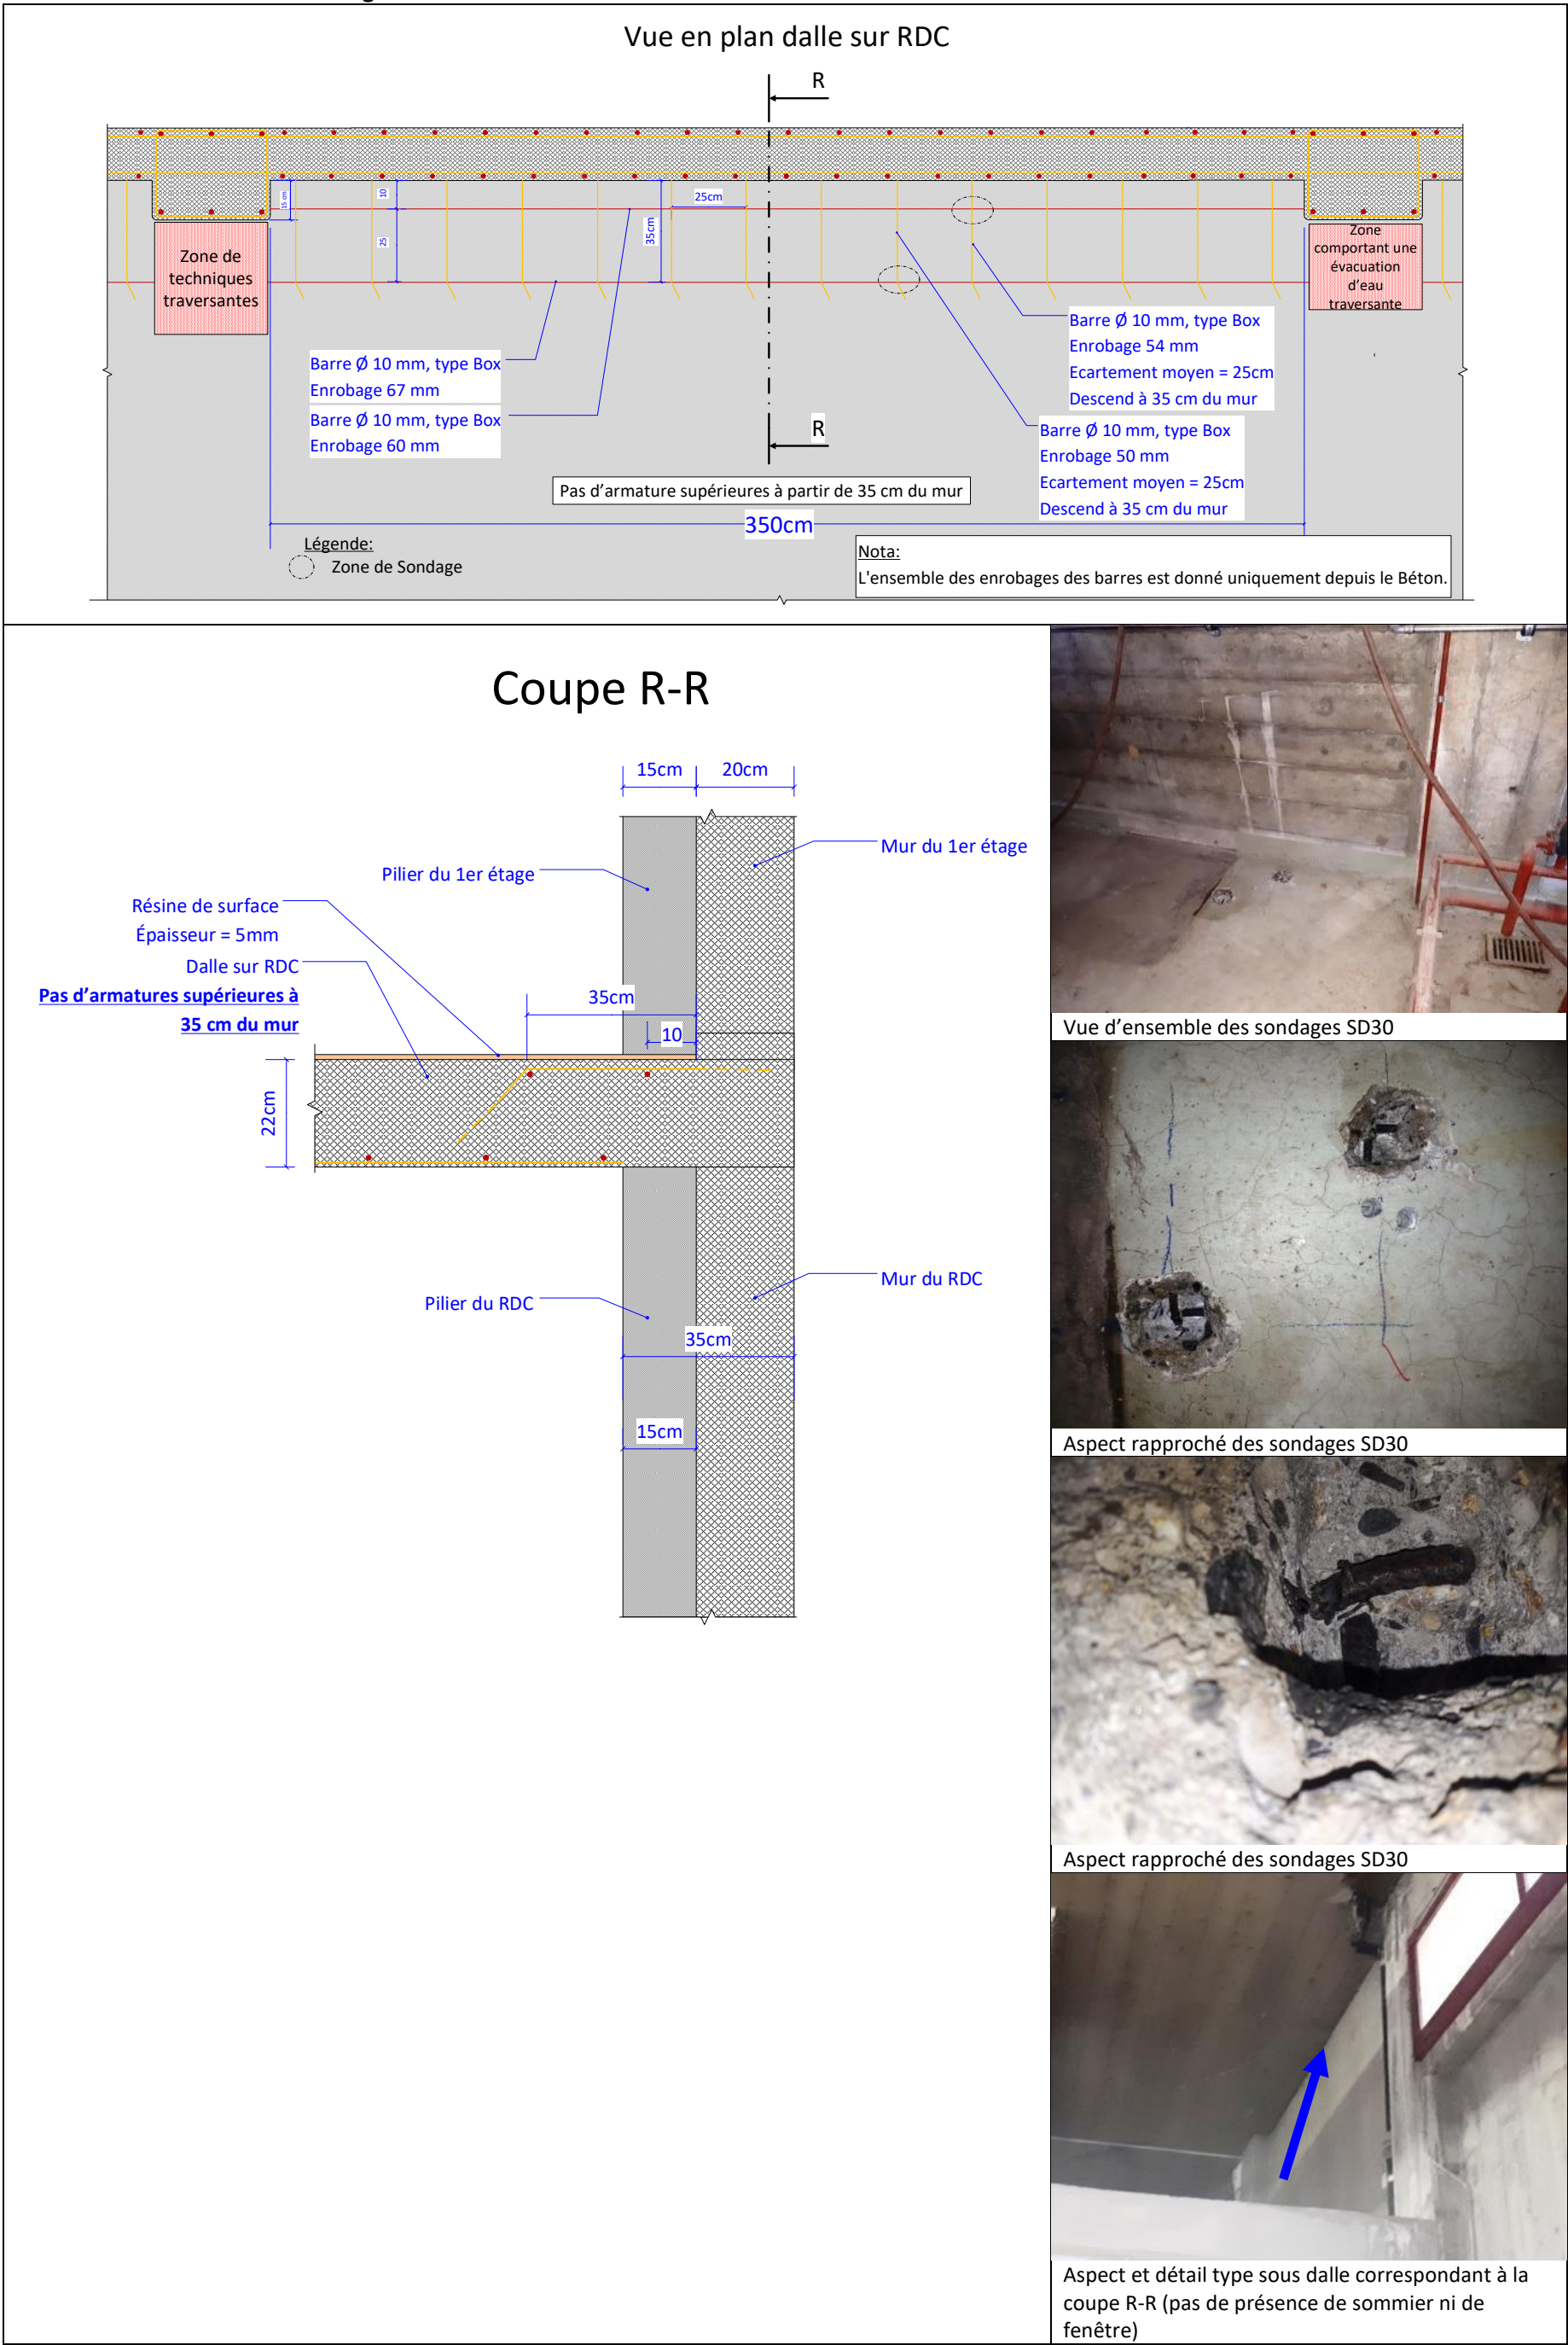 Vue en plan dalle sur RDC
R
15 cm
10
25
35cm
25cm
Zone de
techniques
traversantes
Zone
comportant une
évacuation
d'eau
traversante
Barre Ø 10 mm, type Box
Enrobage 67 mm
Barre Ø 10 mm, type Box
Enrobage 60 mm
Barre Ø 10 mm, type Box
Enrobage 54 mm
Ecartement moyen = 25cm
Descend à 35 cm du mur
Barre Ø 10 mm, type Box
Enrobage 50 mm
Ecartement moyen = 25cm
Descend à 35 cm du mur
R
Pas d'armature supérieures à partir de 35 cm du mur
350cm
Légende:
Zone de Sondage
Nota:
L'ensemble des enrobages des barres est donné uniquement depuis le Béton.
Coupe R-R
15cm
20cm
Mur du 1er étage
Pilier du 1er étage
Résine de surface
Épaisseur = 5mm
Dalle sur RDC
Pas d'armatures supérieures à
35 cm du mur
35cm
10
22cm
Mur du RDC
Pilier du RDC
35cm
15cm
Vue d'ensemble des sondages SD30
Aspect rapproché des sondages SD30
Aspect rapproché des sondages SD30
Aspect et détail type sous dalle correspondant à la
coupe R-R (pas de présence de sommier ni de
fenêtre)